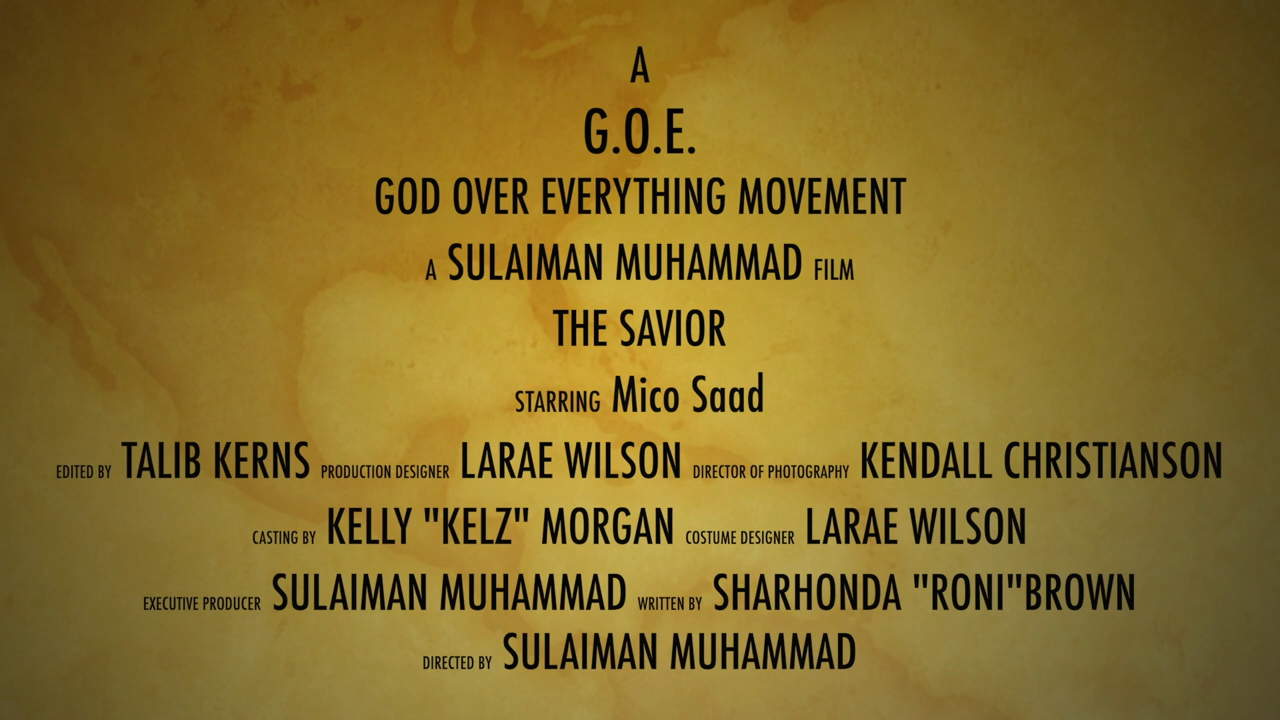 A
G.O.E.
GOD OVER EVERYTHING MOVEMENT
A SULAIMAN MUHAMMAD FILM
THE SAVIOR
STARRING Mico Saad
EDITED BY TALIB KERNS PRODUCTION DESIGNER LARAE WILSON DIRECTOR OF PHOTOGRAPHY KENDALL CHRISTIANSON
CASTING BY KELLY "KELZ" MORGAN COSTUME DESIGNER LARAE WILSON
EXECUTIVE PRODUCER SULAIMAN MUHAMMAD WRITTEN BY SHARHONDA "RONI"BROWN
DIRECTED BY SULAIMAN MUHAMMAD